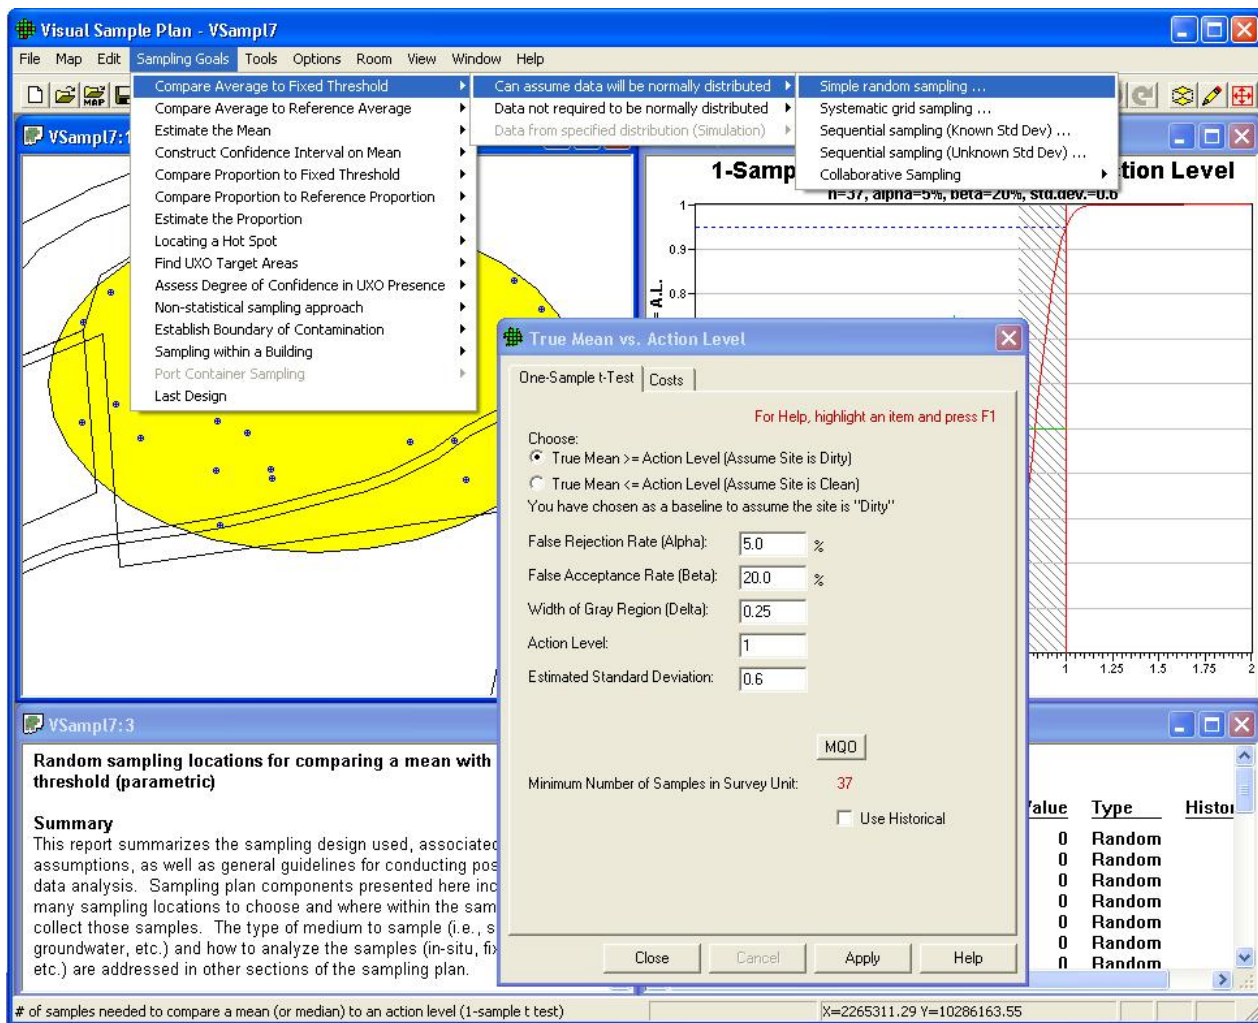 Visual Sample Plan - VSampl7
File Map Edit Sampling Goals Tools Options Room View Window Help
MAP
Compare Average to Fixed Threshold
Compare Average to Reference Average
Estimate the Mean
Construct Confidence Interval on Mean
Compare Proportion to Fixed Threshold
Compare Proportion to Reference Proportion
Estimate the Proportion
Locating a Hot Spot
Find UXO Target Areas
Assess Degree of Confidence in UXO Presence
Non-statistical sampling approach
Establish Boundary of Contamination
Sampling within a Building
Port Container Sampling
Last Design
Can assume data will be normally distributed
Data not required to be normally distributed
Data from specified distribution (Simulation)
Simple random sampling ...
Systematic grid sampling ...
Sequential sampling (Known Std Dev) ...
Sequential sampling (Unknown Std Dev) ...
Collaborative Sampling
VSampl7:1
1-Samp
tion Level
n=37, alpha=5%, beta=20%, std.dev.=0.6
1
0.9
0.8
= A.L.
1 1.25 1.5 1.75 2
True Mean vs. Action Level
One-Sample t-Test Costs
For Help, highlight an item and press F1
Choose:
True Mean >= Action Level (Assume Site is Dirty)
True Mean <= Action Level (Assume Site is Clean)
You have chosen as a baseline to assume the site is "Dirty"
False Rejection Rate (Alpha): 5.0 %
False Acceptance Rate (Beta): 20.0 %
Width of Gray Region (Delta): 0.25
Action Level: 1
Estimated Standard Deviation: 0.6
MQO
Minimum Number of Samples in Survey Unit: 37
Use Historical
Close Cancel Apply Help
VSampl7:3
Random sampling locations for comparing a mean with
threshold (parametric)
Summary
This report summarizes the sampling design used, associated
assumptions, as well as general guidelines for conducting pos
data analysis. Sampling plan components presented here inc
many sampling locations to choose and where within the sam
collect those samples. The type of medium to sample (i.e., s
groundwater, etc.) and how to analyze the samples (in-situ, fix
etc.) are addressed in other sections of the sampling plan.
Value Type Histor
0 Random
0 Random
0 Random
0 Random
0 Random
0 Random
0 Random
# of samples needed to compare a mean (or median) to an action level (1-sample t test)
X=2265311.29 Y=10286163.55